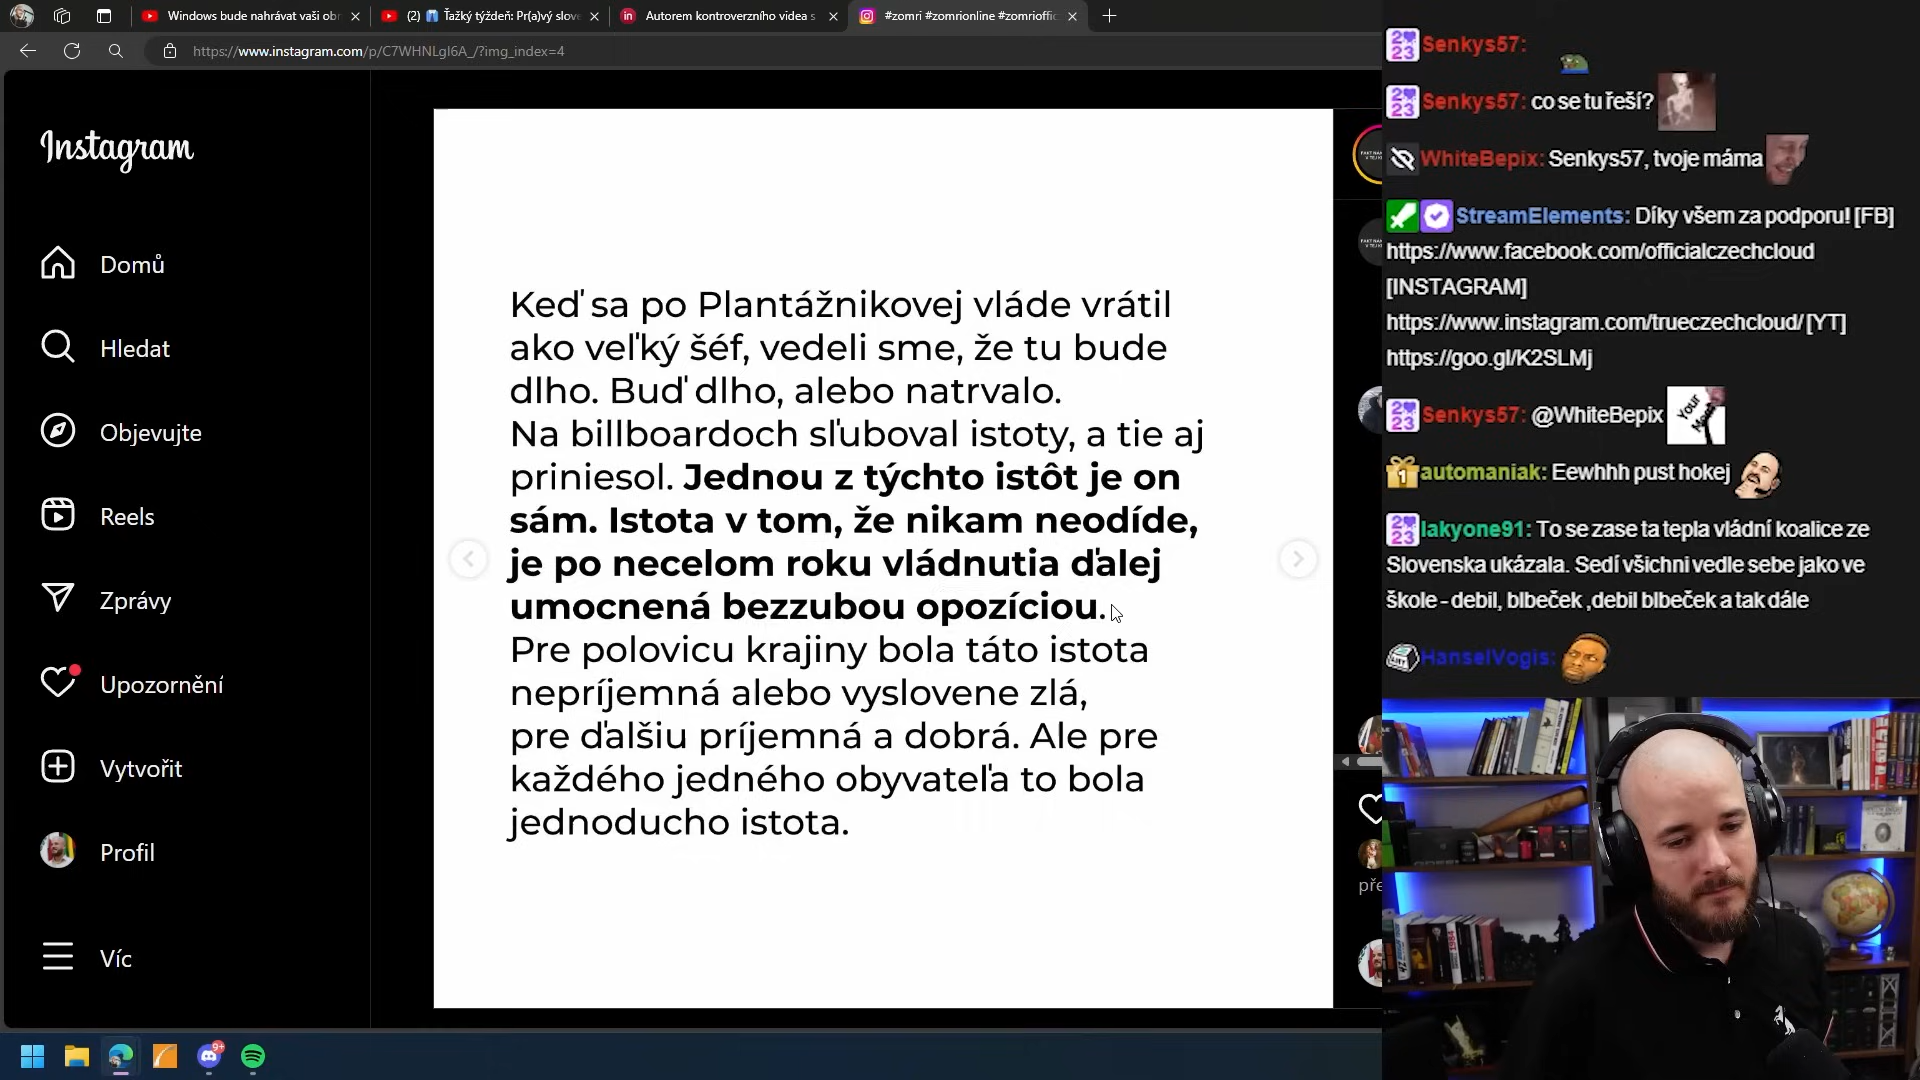 Windows bude nahrávat vaši obr
(2) Ťažký týždeň: Pr(a)vý slove
Autorem kontroverzního videa s
#zomri #zomrionline #zomrioffic
https://www.instagram.com/p/C7WHNLgI6A_/?img_index=4
Instagram
Domů
Hledat
Objevujte
Reels
Zprávy
Upozornění
Vytvořit
Profil
Víc
Keď sa po Plantážnikovej vláde vrátil
ako veľký šéf, vedeli sme, že tu bude
dlho. Buď dlho, alebo natrvalo.
Na billboardoch sľuboval istoty, a tie aj
priniesol. Jednou z týchto istôt je on
sám. Istota v tom, že nikam neodíde,
je po necelom roku vládnutia ďalej
umocnená bezzubou opozíciou.
Pre polovicu krajiny bola táto istota
nepríjemná alebo vyslovene zlá,
pre ďalšiu príjemná a dobrá. Ale pre
každého jedného obyvateľa to bola
jednoducho istota.
pře
9+
Senkys57:
Senkys57: co se tu řeší?
WhiteBepix: Senkys57, tvoje máma
StreamElements: Díky všem za podporu! [FB]
https://www.facebook.com/officialczechcloud
[INSTAGRAM]
https://www.instagram.com/trueczechcloud/ [YT]
https://goo.gl/K2SLMj
Senkys57: @WhiteBepix
automaniak: Eewhhh pust hokej
lakyone91: To se zase ta tepla vládní koalice ze
Slovenska ukázala. Sedí všichni vedle sebe jako ve
škole - debil, blbeček ,debil blbeček a tak dále
HanselVogis: